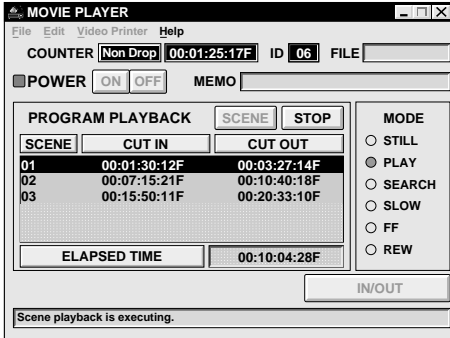 MOVIE PLAYER
File Edit Video Printer Help
COUNTER Non Drop 00:01:25:17F ID 06 FILE
POWER ON OFF MEMO
PROGRAM PLAYBACK SCENE STOP
SCENE CUT IN CUT OUT
01 00:01:30:12F 00:03:27:14F
02 00:07:15:21F 00:10:40:18F
03 00:15:50:11F 00:20:33:10F
ELAPSED TIME 00:10:04:28F
MODE
STILL
PLAY
SEARCH
SLOW
FF
REW
IN/OUT
Scene playback is executing.